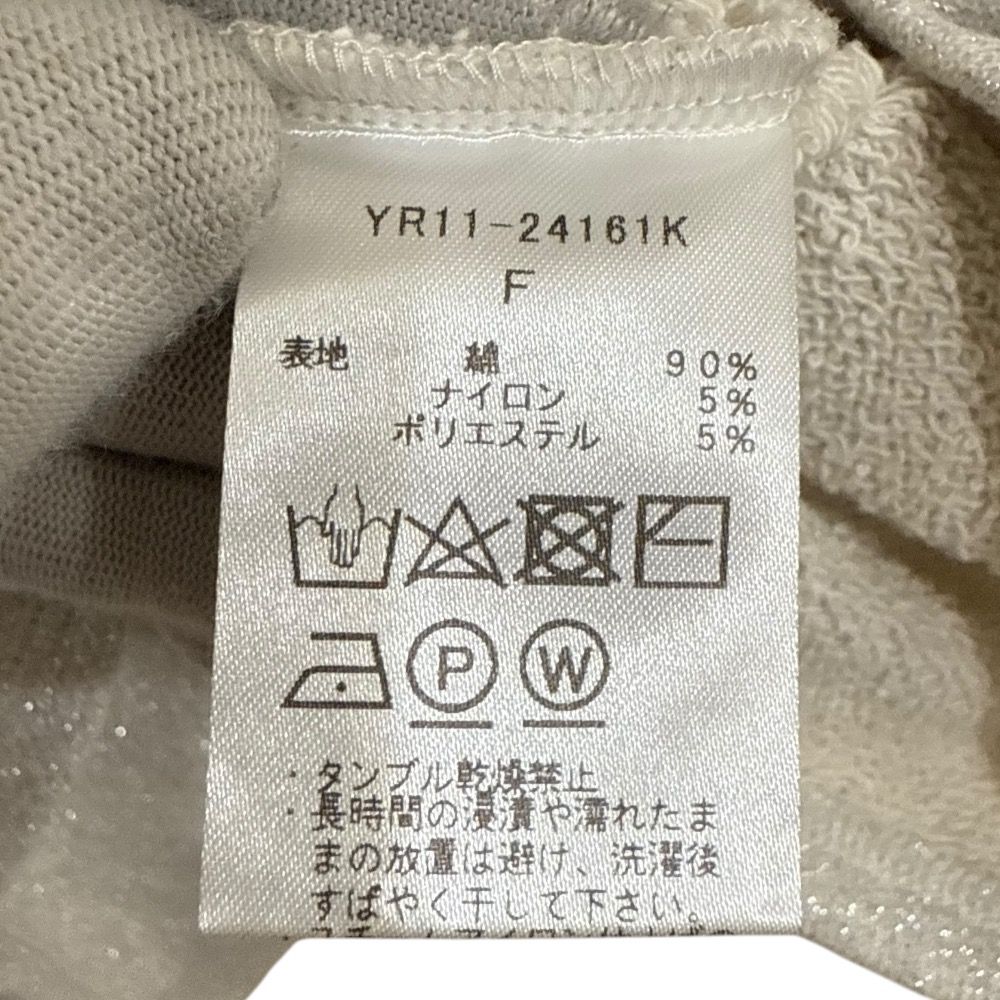 YR11-24161K
F
表地 綿 90%
ナイロン 5%
ポリエステル 5%
P W
・タンブル乾燥禁止
・長時間の浸漬や濡れたま
まの放置は避け、洗濯後
すばやく干して下さい。